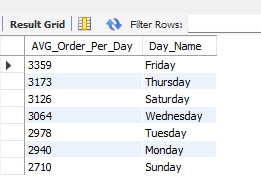 Result Grid Filter Rows:
AVG_Order_Per_Day Day_Name
3359 Friday
3173 Thursday
3126 Saturday
3064 Wednesday
2978 Tuesday
2940 Monday
2710 Sunday